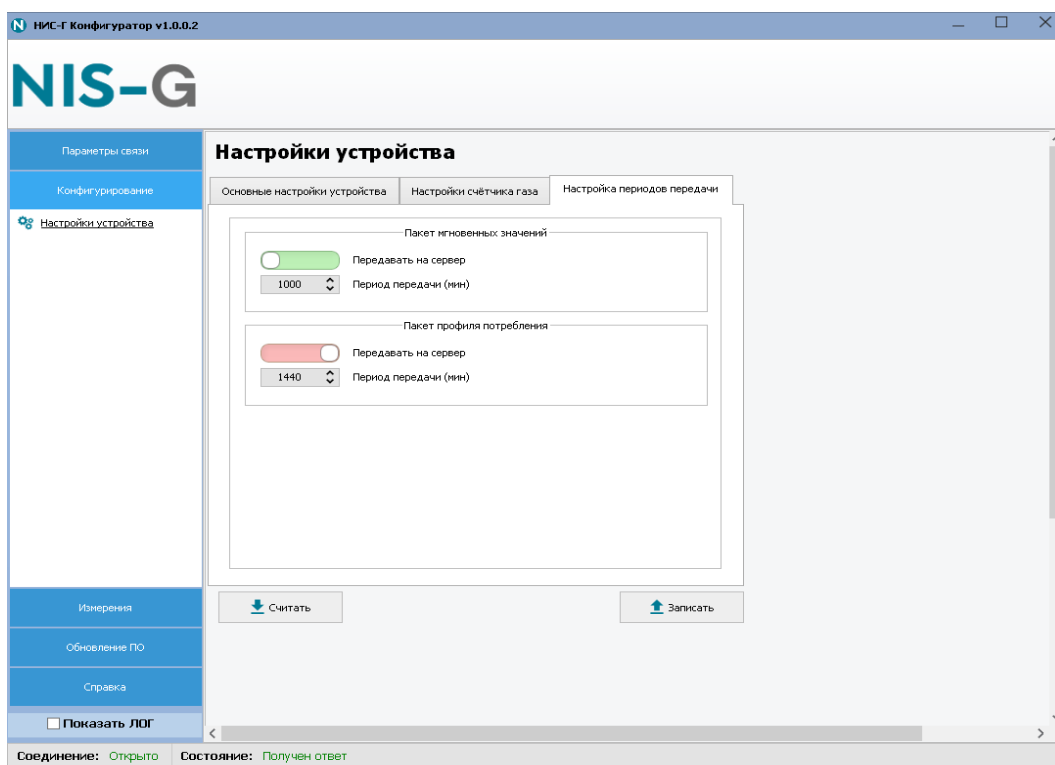 НИС-Г Конфигуратор v1.0.0.2
NIS-G
Параметры связи
Конфигурирование
Настройки устройства
Измерения
Обновление ПО
Справка
Показать ЛОГ
Настройки устройства
Основные настройки устройства
Настройки счётчика газа
Настройка периодов передачи
Пакет мгновенных значений
Передавать на сервер
1000 Период передачи (мин)
Пакет профиля потребления
Передавать на сервер
1440 Период передачи (мин)
Считать
Записать
Соединение: Открыто Состояние: Получен ответ